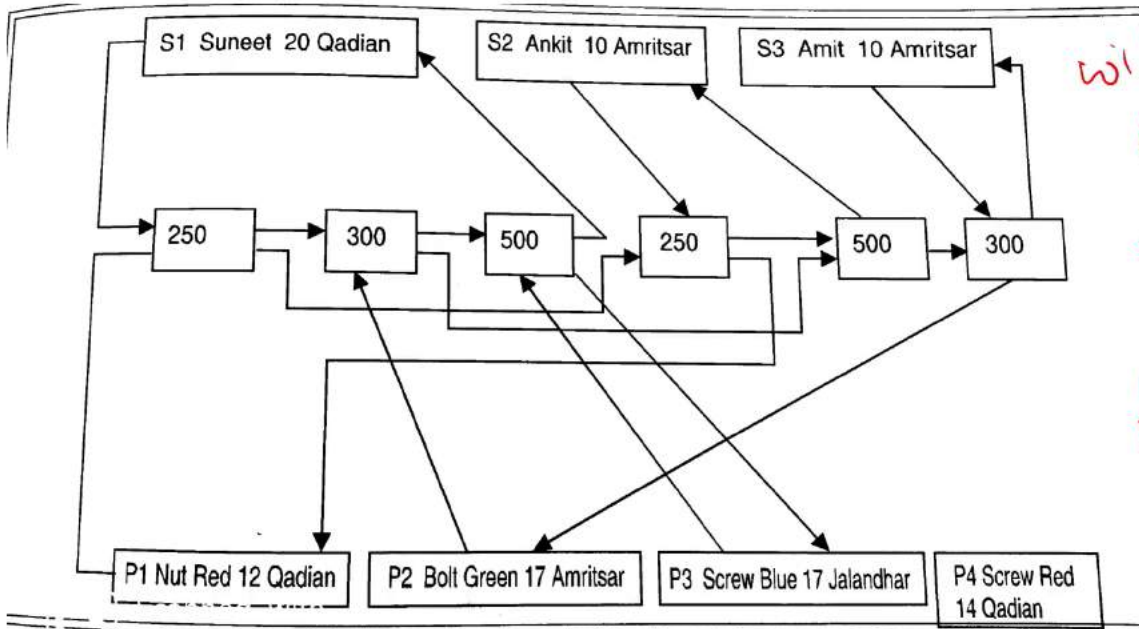 S1 Suneet 20 Qadian
S2 Ankit 10 Amritsar
S3 Amit 10 Amritsar
250
300
500
250
500
300
P1 Nut Red 12 Qadian
P2 Bolt Green 17 Amritsar
P3 Screw Blue 17 Jalandhar
P4 Screw Red
14 Qadian